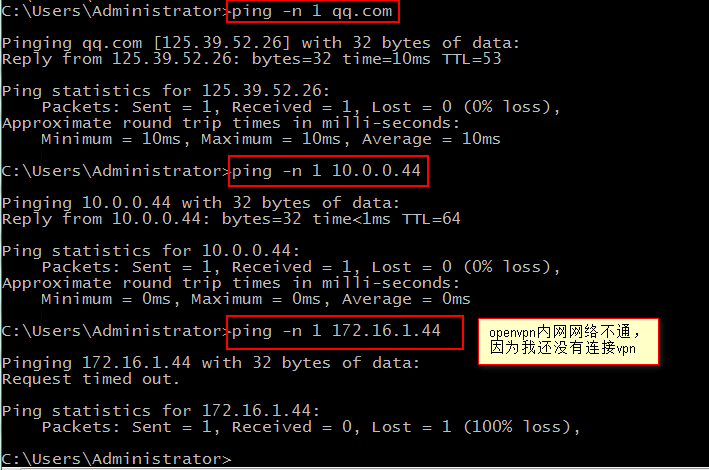 C:\Users\Administrator>ping -n 1 qq.com
Pinging qq.com [125.39.52.26] with 32 bytes of data:
Reply from 125.39.52.26: bytes=32 time=10ms TTL=53
Ping statistics for 125.39.52.26:
    Packets: Sent = 1, Received = 1, Lost = 0 (0% loss),
Approximate round trip times in milli-seconds:
    Minimum = 10ms, Maximum = 10ms, Average = 10ms
C:\Users\Administrator>ping -n 1 10.0.0.44
Pinging 10.0.0.44 with 32 bytes of data:
Reply from 10.0.0.44: bytes=32 time<1ms TTL=64
Ping statistics for 10.0.0.44:
    Packets: Sent = 1, Received = 1, Lost = 0 (0% loss),
Approximate round trip times in milli-seconds:
    Minimum = 0ms, Maximum = 0ms, Average = 0ms
C:\Users\Administrator>ping -n 1 172.16.1.44
openvpn内网网络不通，
因为我还没有连接vpn
Pinging 172.16.1.44 with 32 bytes of data:
Request timed out.
Ping statistics for 172.16.1.44:
    Packets: Sent = 1, Received = 0, Lost = 1 (100% loss),
C:\Users\Administrator>